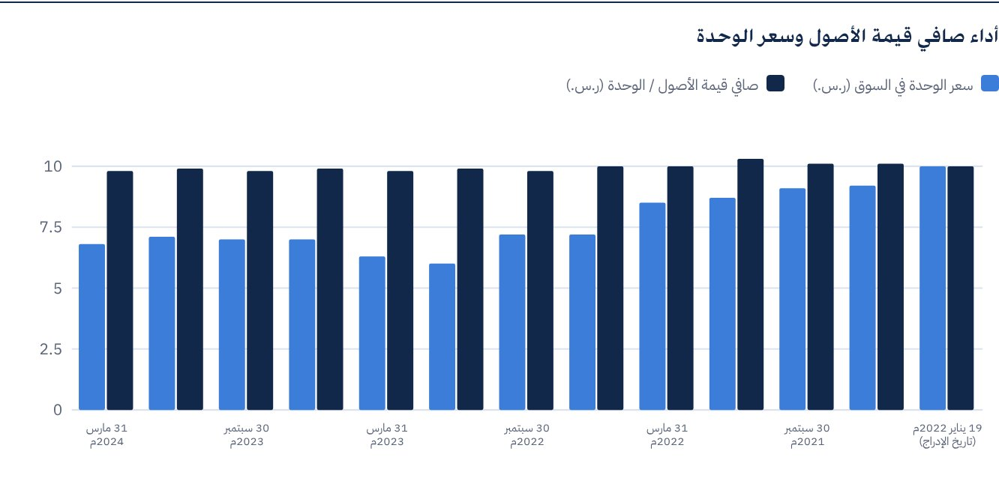 أداء صافي قيمة الأصول وسعر الوحدة
سعر الوحدة في السوق (ر.س.)
صافي قيمة الأصول / الوحدة (ر.س.)
10
7.5
5
2.5
0
19 يناير 2022م
(تاريخ الإدراج)
30 سبتمبر
2021م
31 مارس
2022م
30 سبتمبر
2022م
31 مارس
2023م
30 سبتمبر
2023م
31 مارس
2024م